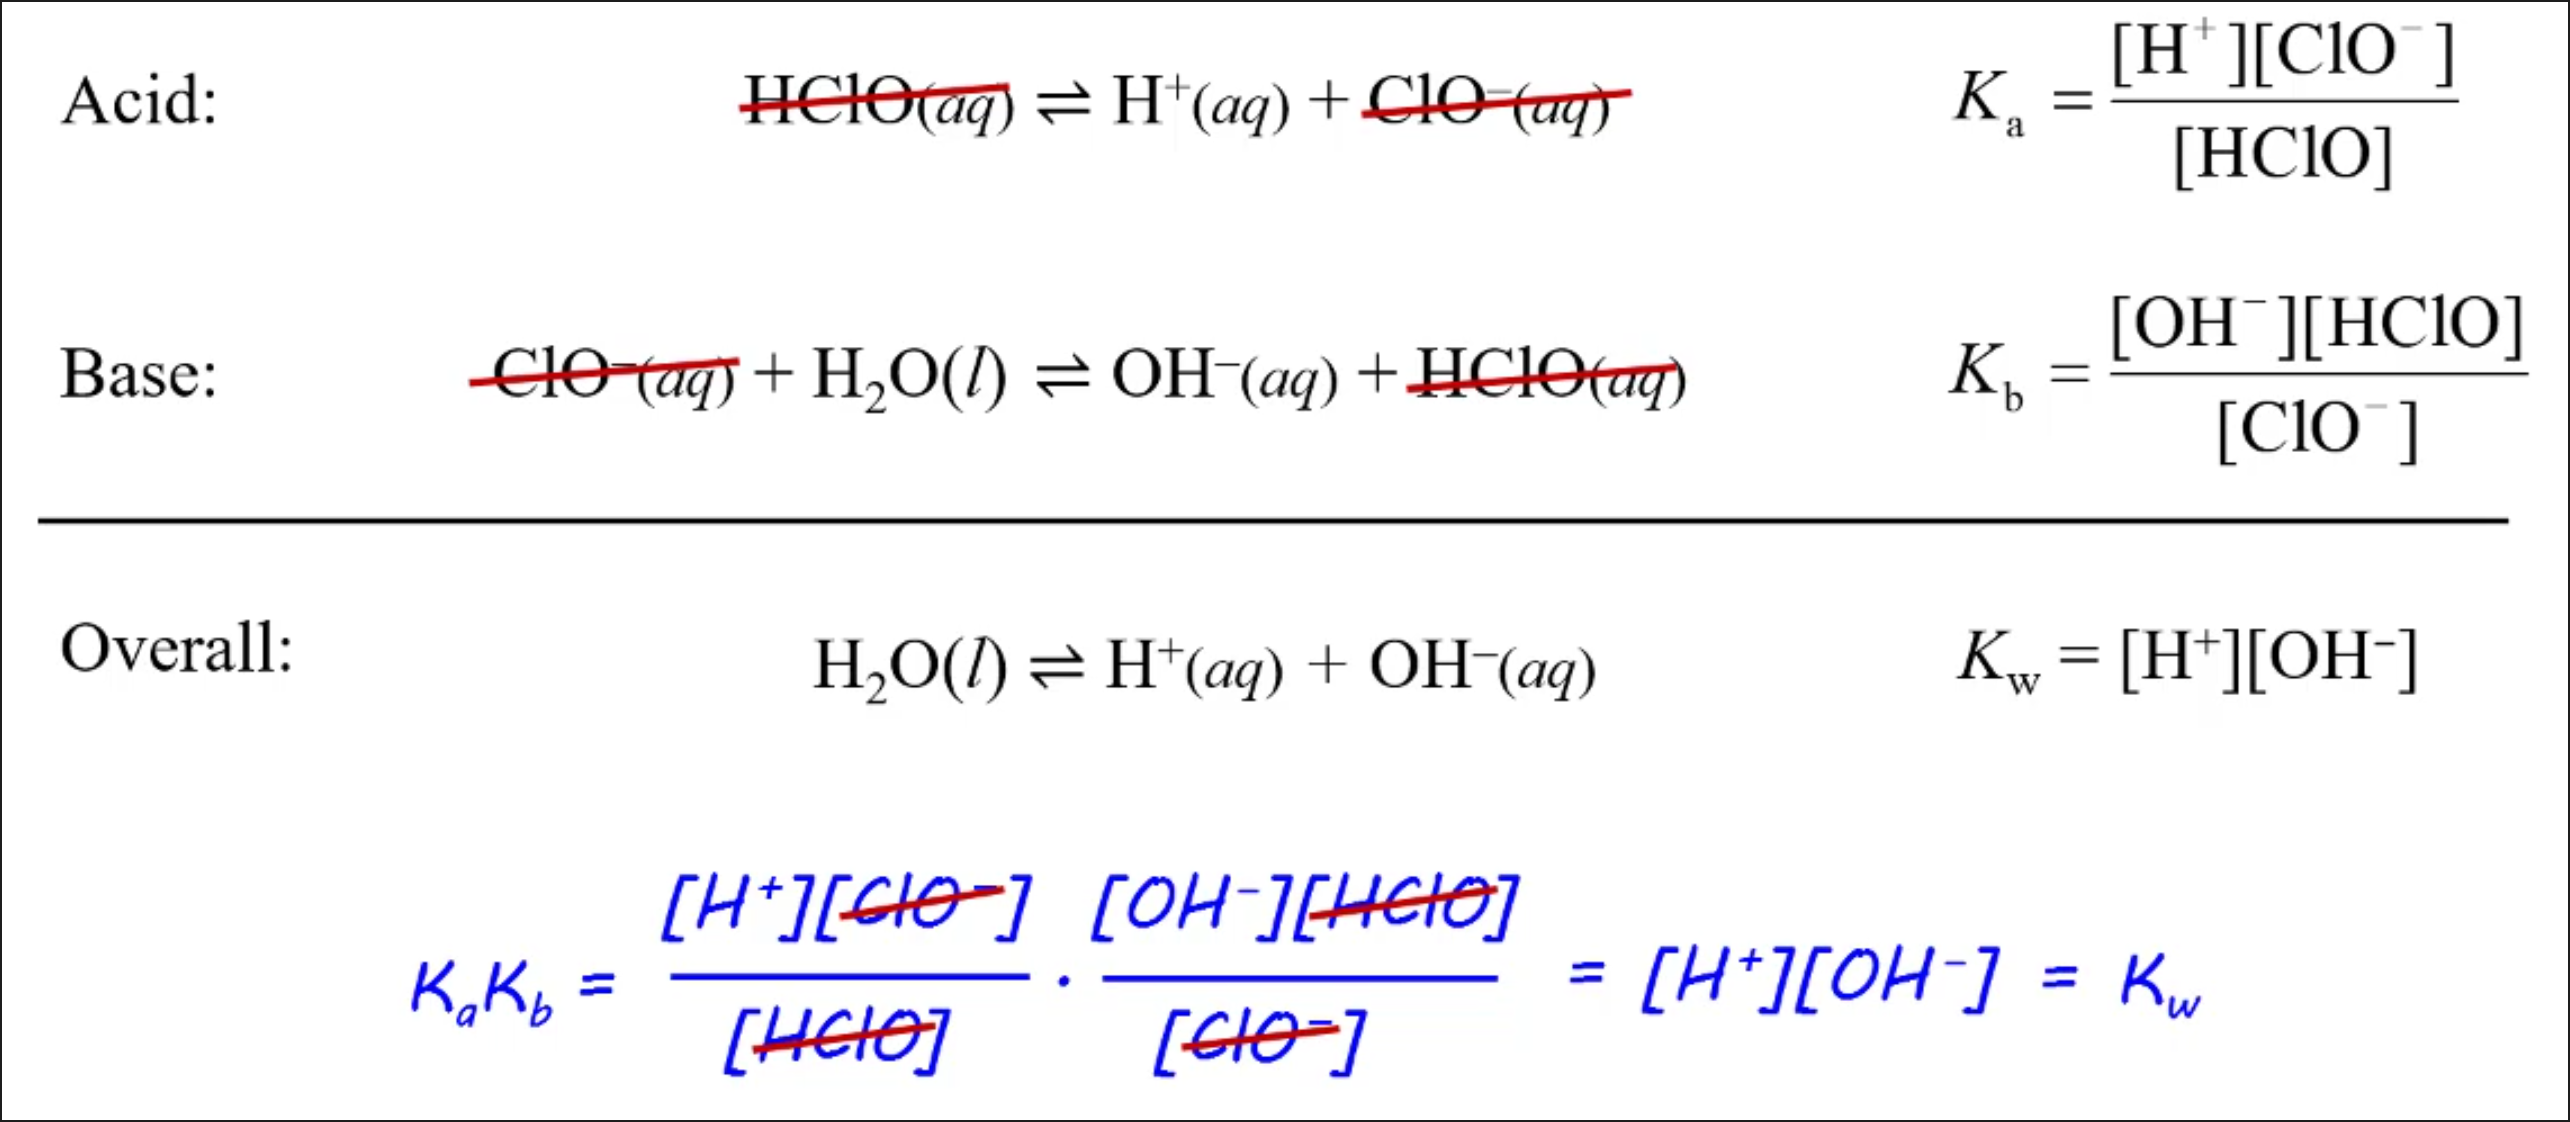 Acid: HClO(aq) ⇌ H⁺(aq) + ClO⁻(aq) Kₐ = [H⁺][ClO⁻] / [HClO]
Base: ClO⁻(aq) + H₂O(l) ⇌ OH⁻(aq) + HClO(aq) K_b = [OH⁻][HClO] / [ClO⁻]
Overall: H₂O(l) ⇌ H⁺(aq) + OH⁻(aq) K_w = [H⁺][OH⁻]
KₐK_b = [H⁺][ClO⁻] / [HClO] · [OH⁻][HClO] / [ClO⁻] = [H⁺][OH⁻] = K_w